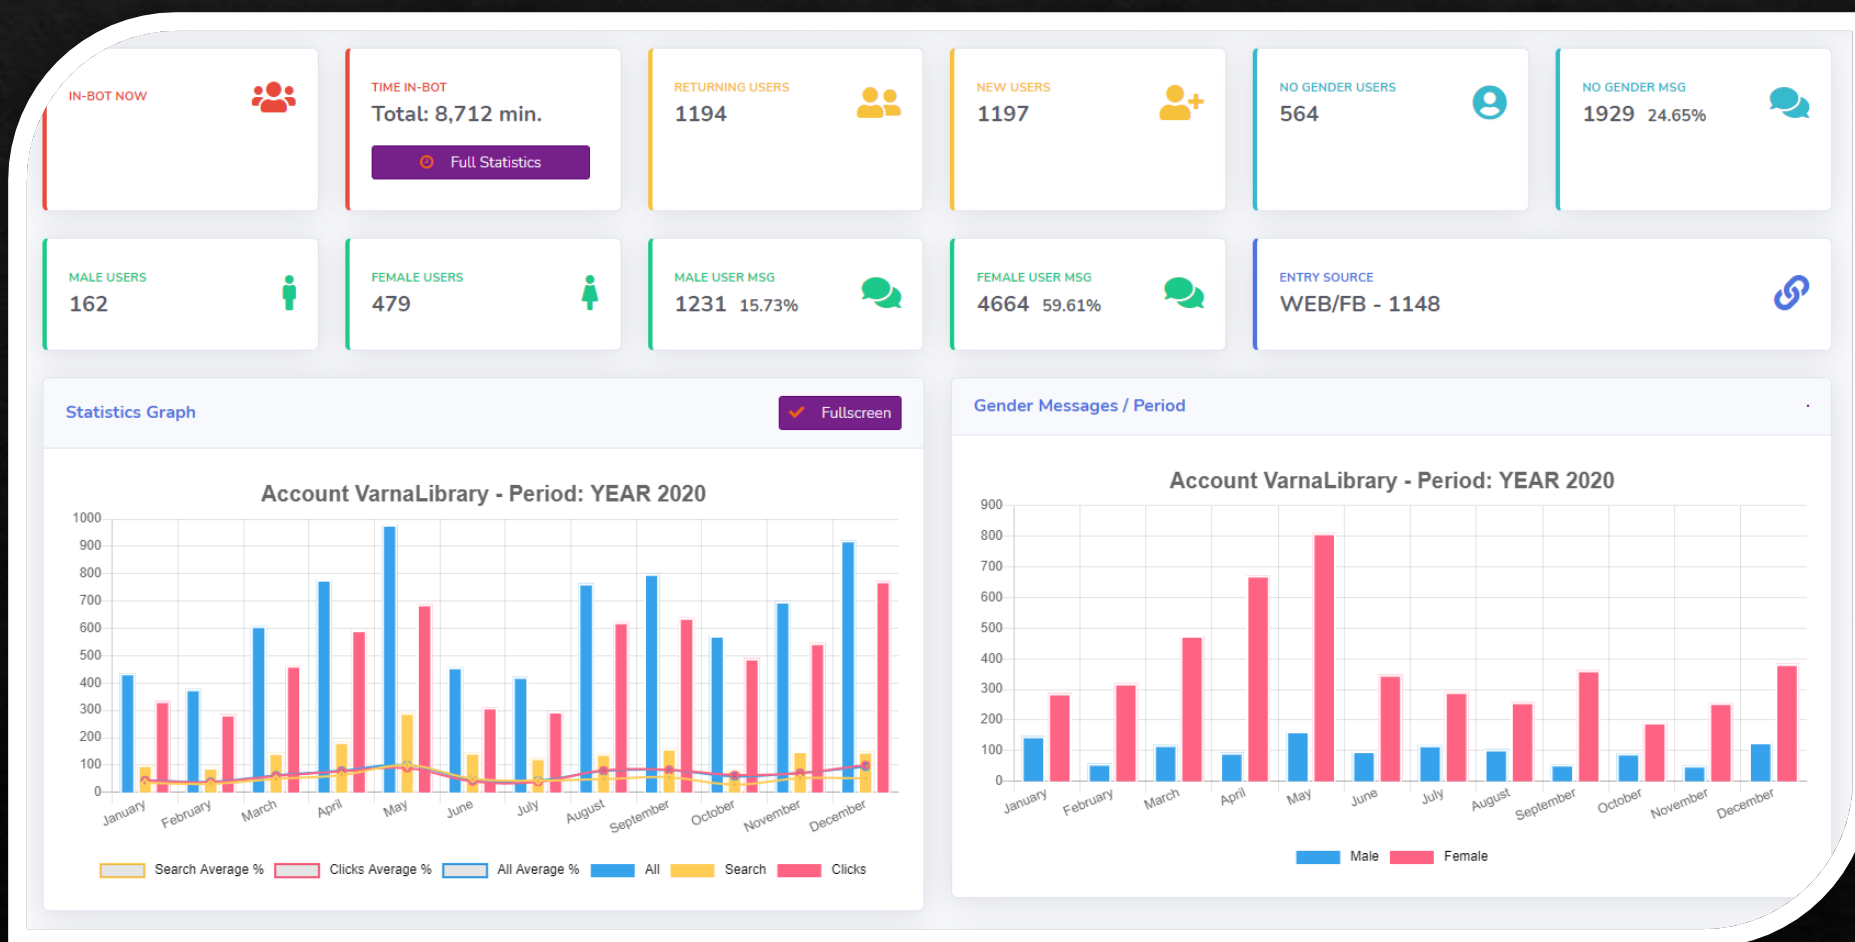 IN-BOT NOW
TIME IN-BOT
Total: 8,712 min.
Full Statistics
RETURNING USERS
1194
NEW USERS
1197
NO GENDER USERS
564
NO GENDER MSG
1929 24.65%
MALE USERS
162
FEMALE USERS
479
MALE USER MSG
1231 15.73%
FEMALE USER MSG
4664 59.61%
ENTRY SOURCE
WEB/FB - 1148
Statistics Graph
Fullscreen
Account VarnaLibrary - Period: YEAR 2020
1000
900
800
700
600
500
400
300
200
100
0
January February March April May June July August September October November December
Search Average % Clicks Average % All Average % All Search Clicks
Gender Messages / Period
Account VarnaLibrary - Period: YEAR 2020
900
800
700
600
500
400
300
200
100
0
January February March April May June July August September October November December
Male Female